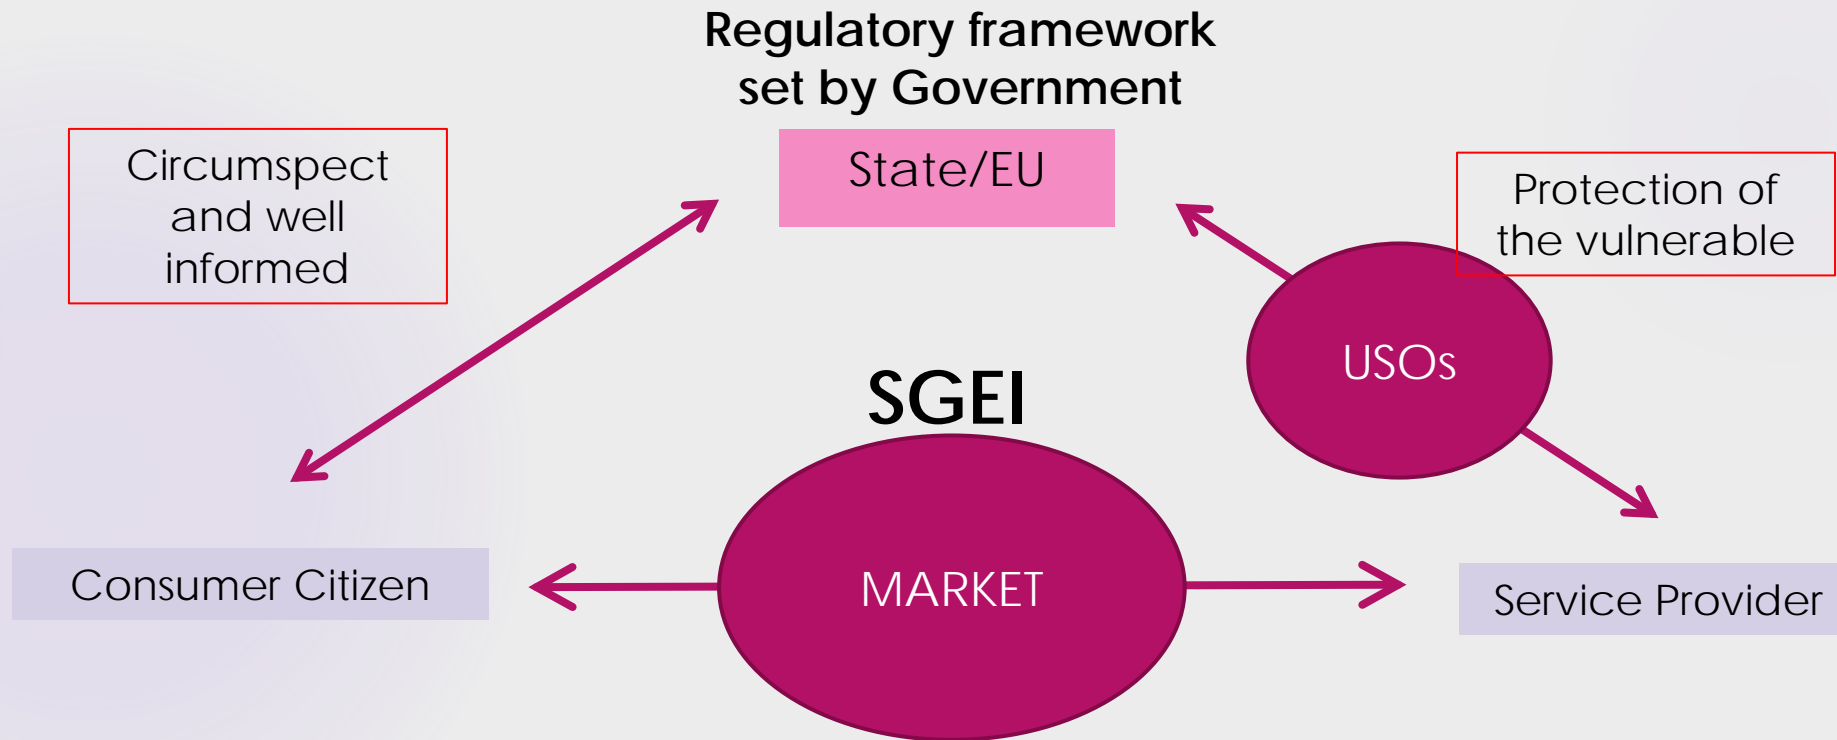 Regulatory framework
set by Government
State/EU
Circumspect
and well
informed
Protection of
the vulnerable
USOs
SGEI
MARKET
Consumer Citizen
Service Provider